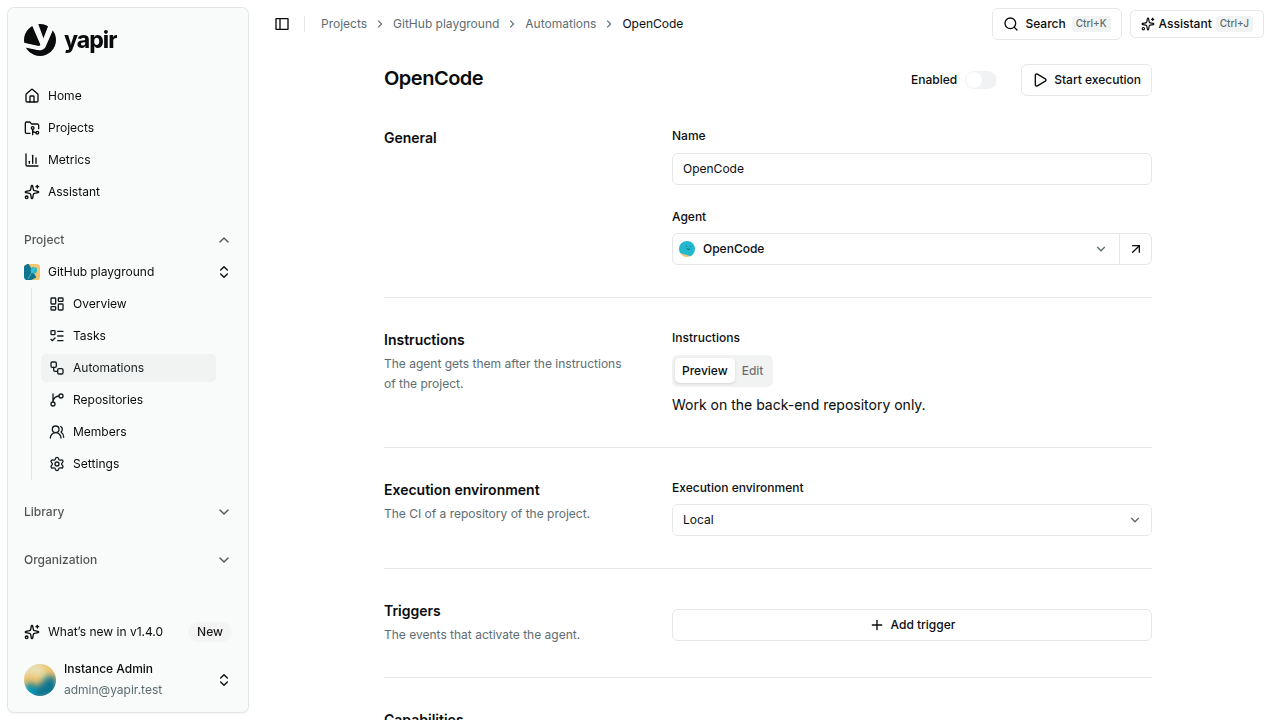 yapir
Home
Projects
Metrics
Assistant
Project
GitHub playground
Overview
Tasks
Automations
Repositories
Members
Settings
Library
Organization
What's new in v1.4.0 New
Instance Admin
admin@yapir.test
Projects > GitHub playground > Automations > OpenCode
Search Ctrl+K
Assistant Ctrl+J
OpenCode
Enabled
Start execution
General
Name
OpenCode
Agent
OpenCode
Instructions
The agent gets them after the instructions
of the project.
Instructions
Preview Edit
Work on the back-end repository only.
Execution environment
The CI of a repository of the project.
Execution environment
Local
Triggers
The events that activate the agent.
Add trigger
Capabilities